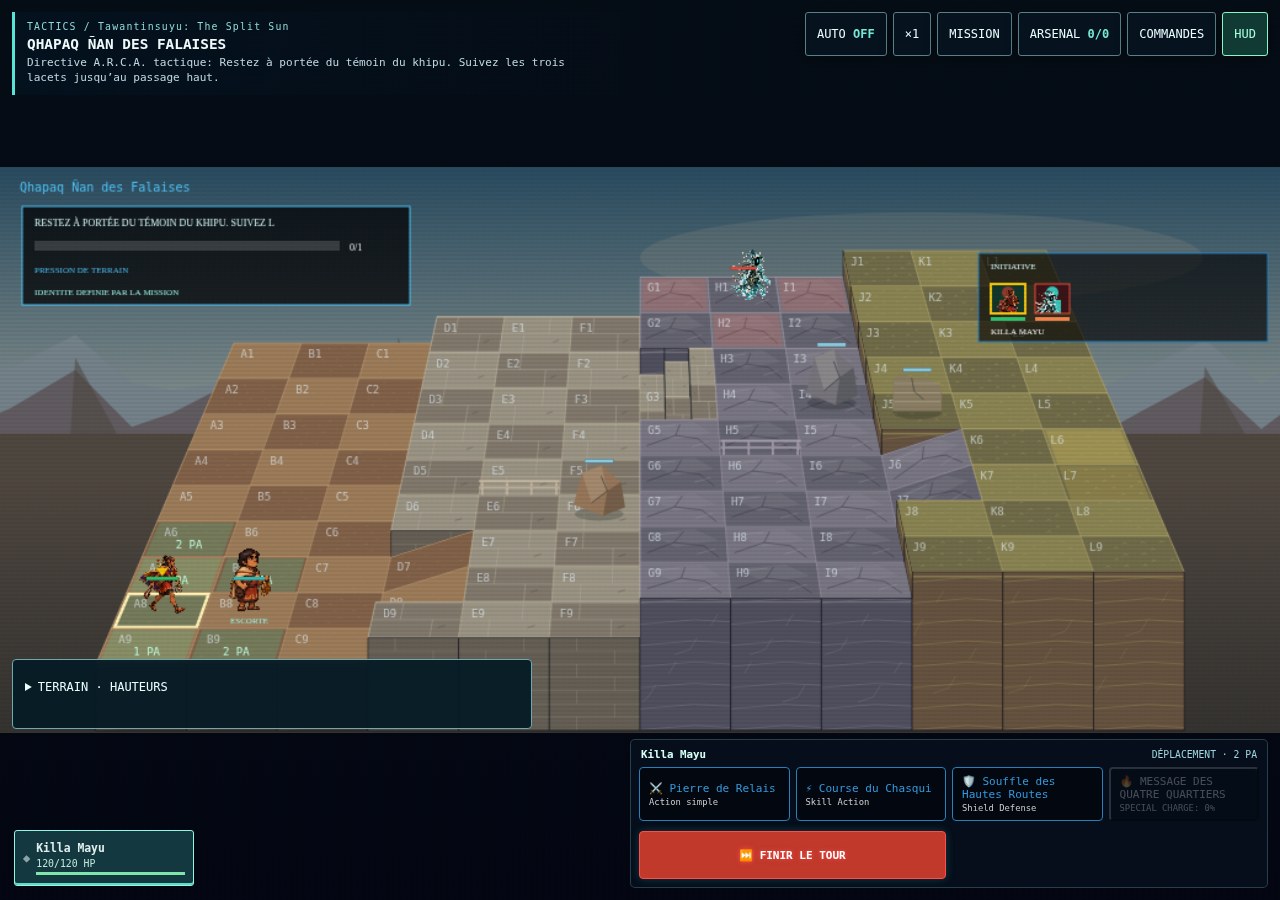 TACTICS / Tawantinsuyu: The Split Sun
QHAPAQ ÑAN DES FALAISES
Directive A.R.C.A. tactique: Restez à portée du témoin du khipu. Suivez les trois
lacets jusqu’au passage haut.
AUTO OFF
×1
MISSION
ARSENAL 0/0
COMMANDES
HUD
Qhapaq Ñan des Falaises
RESTEZ À PORTÉE DU TÉMOIN DU KHIPU. SUIVEZ L
0/1
PRESSION DE TERRAIN
IDENTITE DEFINIE PAR LA MISSION
INITIATIVE
KILLA MAYU
J1 K1
G1 H1 I1
J2 K2
D1 E1 F1 G2 H2 I2 J3 K3
A1 B1 C1 D2 E2 F2 H3 I3 J4 K4 L4
A2 B2 C2 D3 E3 F3 G3 H4 J5 K5 L5
A3 B3 C3 D4 E4 F4 G5 H5 I5 K6 L6
A4 B4 C4 D5 E5 F5 G6 H6 I6 J6 K7 L7
A5 B5 C5 D6 E6 G7 H7 I7 J7
A6 B6 C6 E7 F7 G8 H8 I8 J8 K8 L8
2 PA
C7 D7 E8 F8 G9 H9 I9 J9 K9 L9
A8 B8 C8 D8
ESCORTE
A9 B9 C9 D9 E9 F9
1 PA 2 PA
▶ TERRAIN · HAUTEURS
Killa Mayu
DÉPLACEMENT · 2 PA
Pierre de Relais
Action simple
Course du Chasqui
Skill Action
Souffle des
Hautes Routes
Shield Defense
MESSAGE DES
QUATRE QUARTIERS
SPECIAL CHARGE: 0%
FINIR LE TOUR
Killa Mayu
120/120 HP